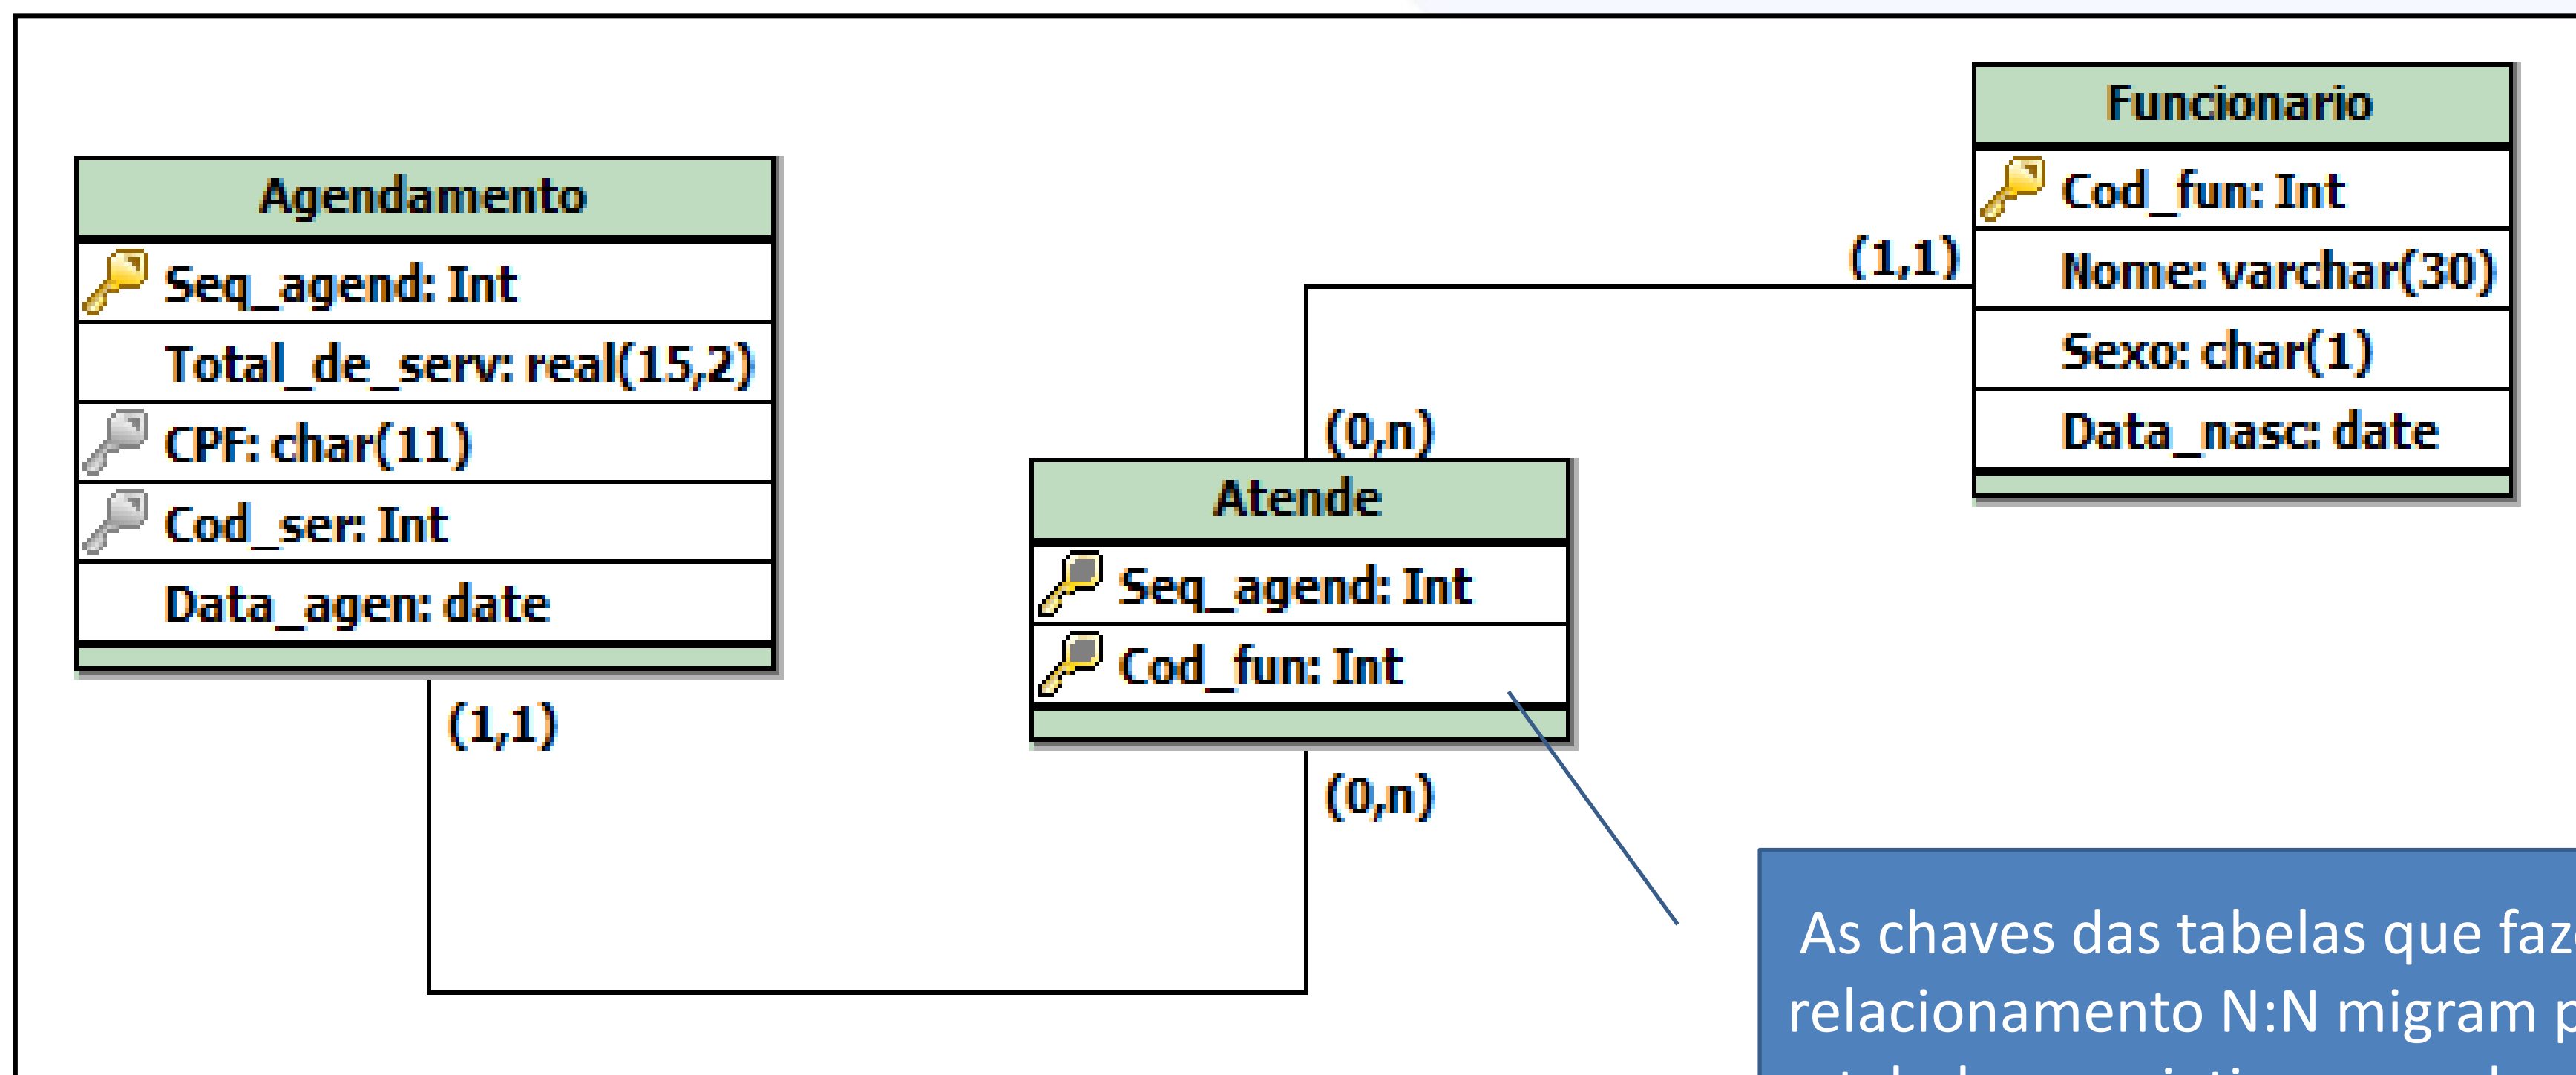 Agendamento
Seq_agend: Int
Total_de_serv: real(15,2)
CPF: char(11)
Cod_ser: Int
Data_agen: date
(1,1)
Funcionario
Cod_fun: Int
Nome: varchar(30)
Sexo: char(1)
Data_nasc: date
(1,1)
(0,n)
Atende
Seq_agend: Int
Cod_fun: Int
(0,n)
As chaves das tabelas que
relacionamento N:N migram